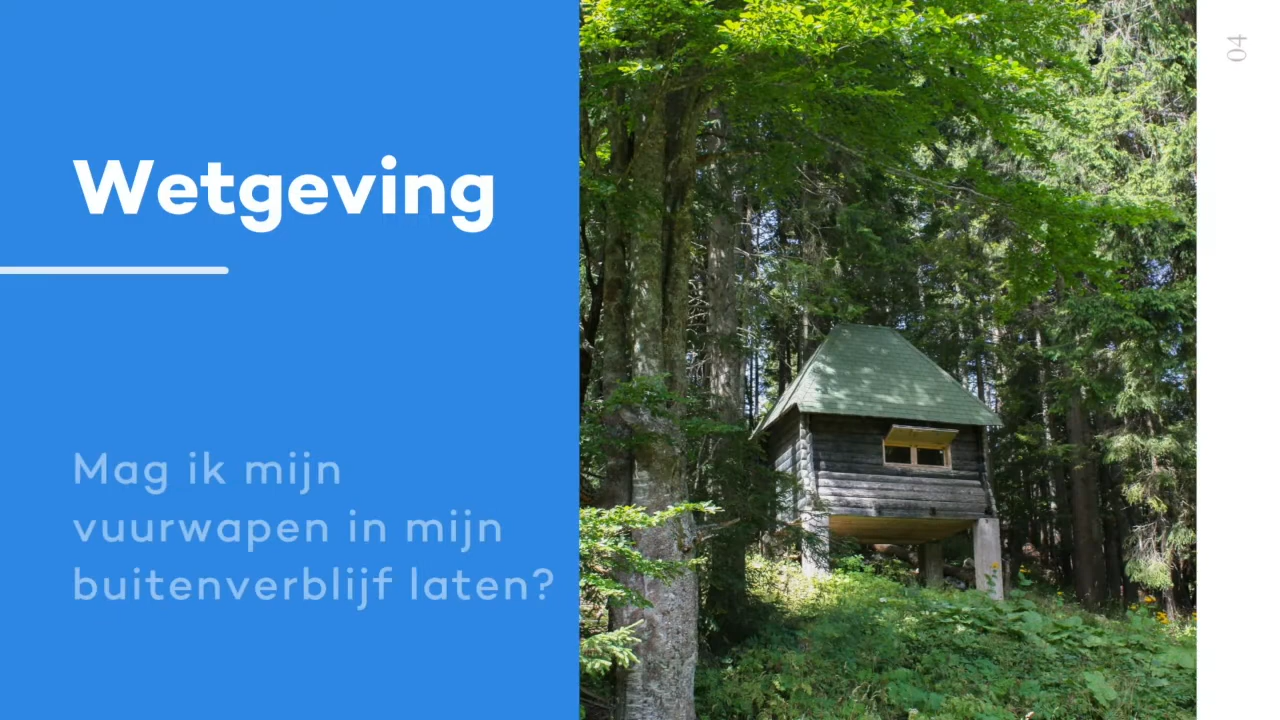 04
Wetgeving
Mag ik mijn
vuurwapen in mijn
buitenverblijf laten?